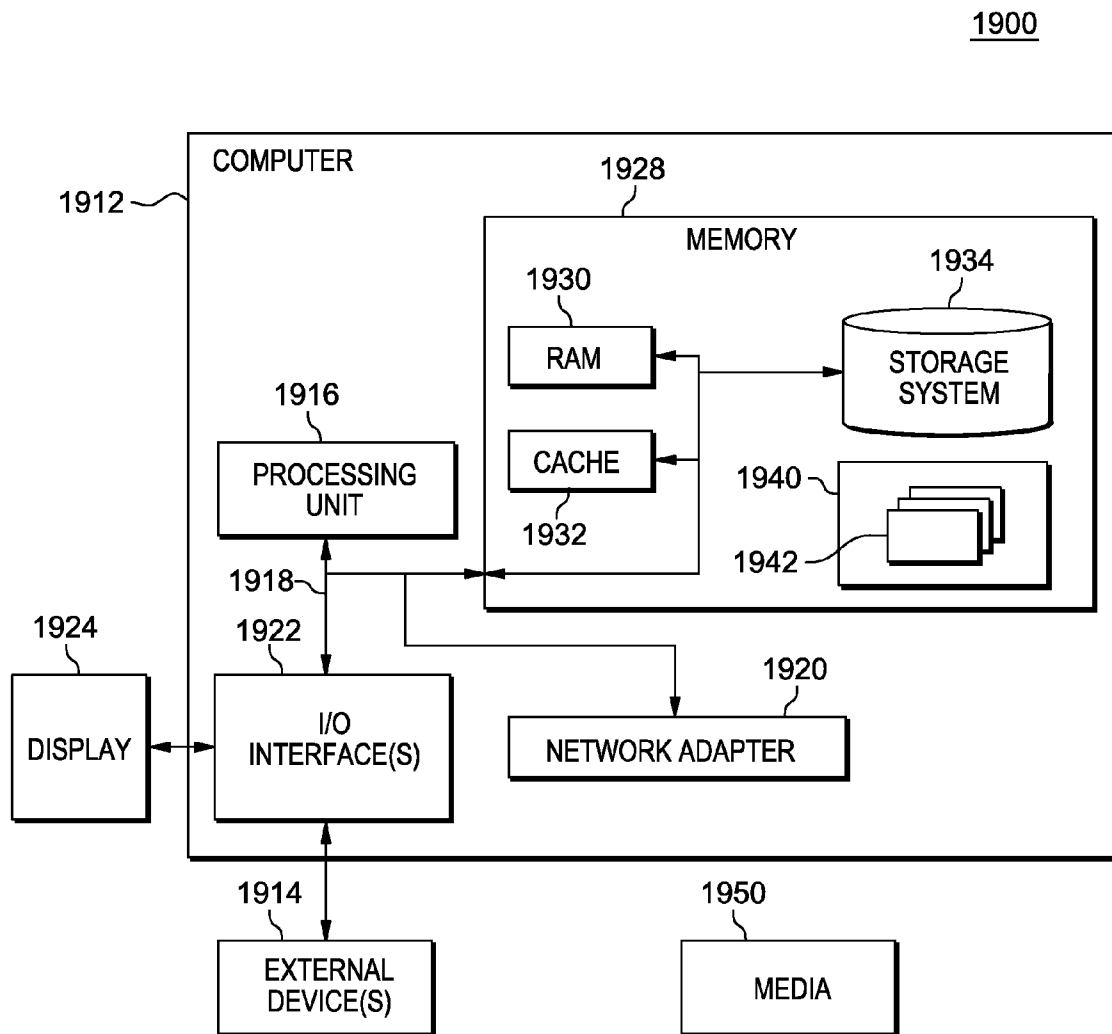 1900
COMPUTER
1912
1928
MEMORY
1930
RAM
1934
STORAGE
SYSTEM
1916
PROCESSING
UNIT
CACHE
1932
1940
1942
1918
1924
DISPLAY
1922
I/O
INTERFACE(S)
1920
NETWORK ADAPTER
1914
EXTERNAL
DEVICE(S)
1950
MEDIA